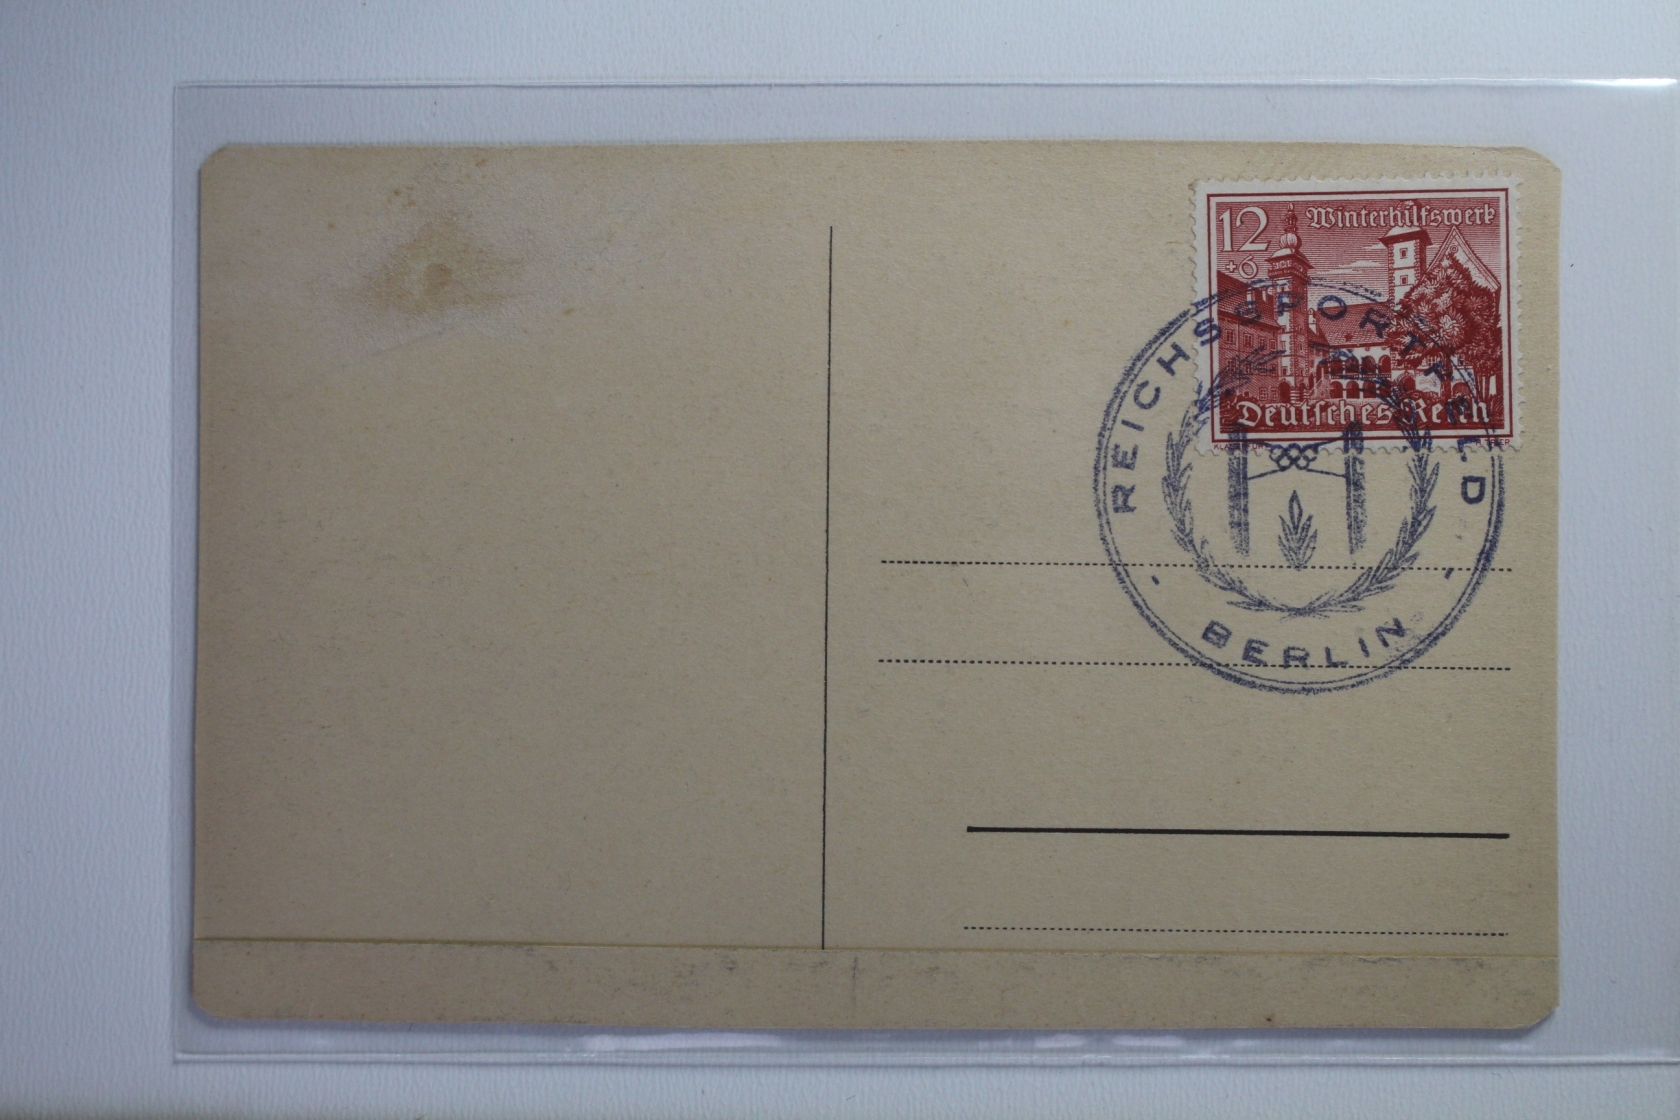 12 Winterhilfswerk
+6
Deutsches Reich
REICHSSPORTFELD
BERLIN